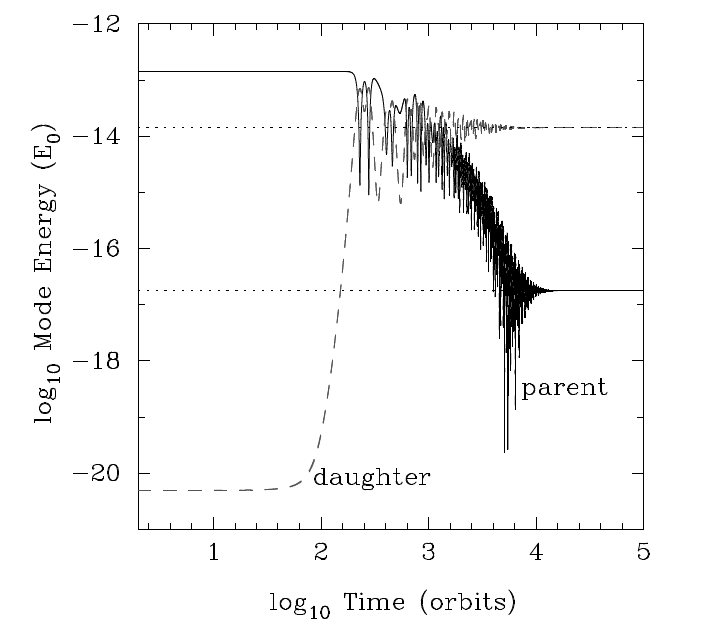 −12
−14
−16
−18
−20
log10 Mode Energy (E0)
parent
daughter
1 2 3 4 5
log10 Time (orbits)